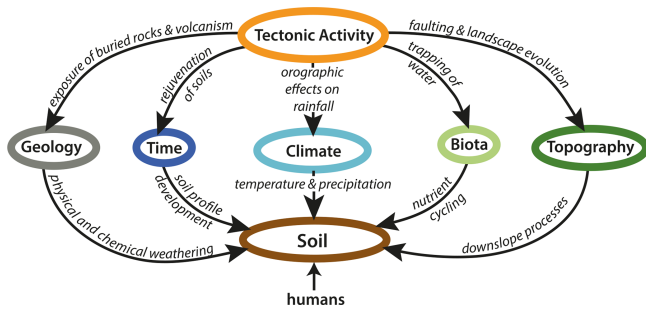 exposure of buried rocks & volcanism
Tectonic Activity
faulting & landscape evolution
rejuvenation
of soils
orographic
effects on
rainfall
trapping of
water
Geology
Time
Climate
Biota
Topography
physical and chemical weathering
soil profile
development
temperature & precipitation
nutrient
cycling
downslope processes
Soil
humans